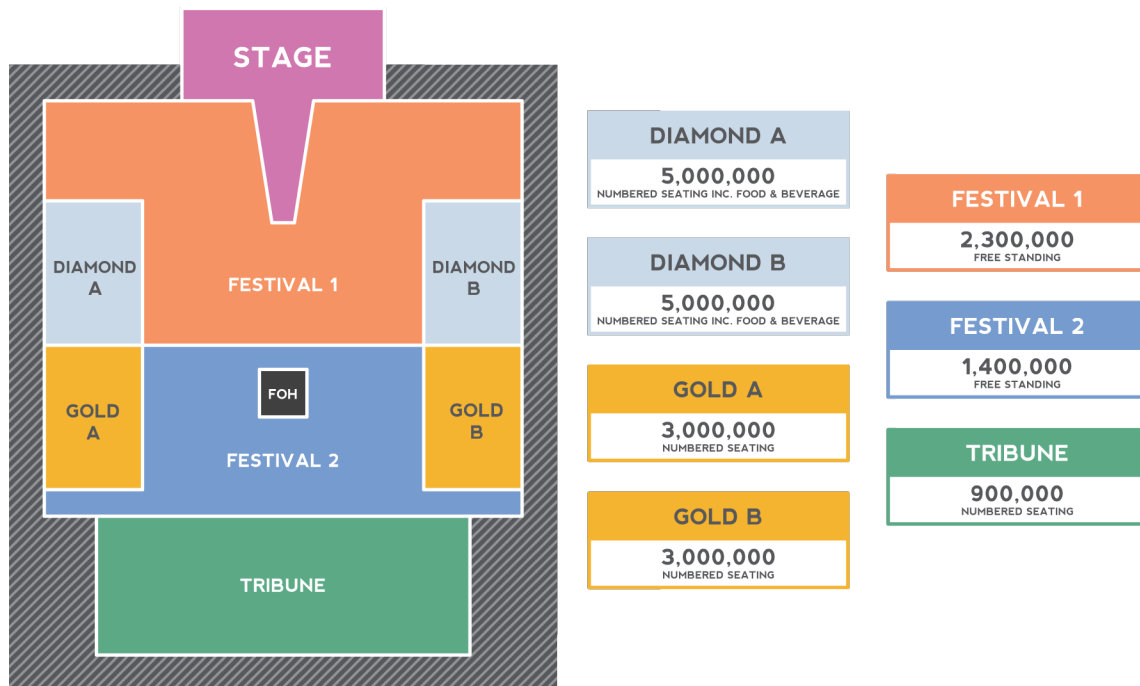 STAGE
DIAMOND
A
FESTIVAL 1
DIAMOND
B
GOLD
A
FOH
GOLD
B
FESTIVAL 2
TRIBUNE
DIAMOND A
5,000,000
NUMBERED SEATING INC. FOOD & BEVERAGE
DIAMOND B
5,000,000
NUMBERED SEATING INC. FOOD & BEVERAGE
GOLD A
3,000,000
NUMBERED SEATING
GOLD B
3,000,000
NUMBERED SEATING
FESTIVAL 1
2,300,000
FREE STANDING
FESTIVAL 2
1,400,000
FREE STANDING
TRIBUNE
900,000
NUMBERED SEATING